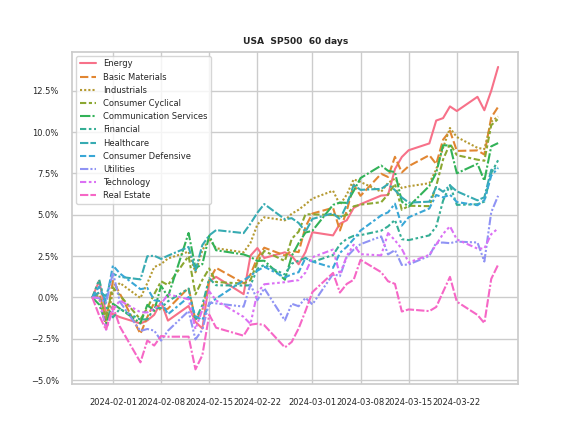 USA SP500 60 days
Energy
Basic Materials
Industrials
Consumer Cyclical
Communication Services
Financial
Healthcare
Consumer Defensive
Utilities
Technology
Real Estate
12.5%
10.0%
7.5%
5.0%
2.5%
0.0%
−2.5%
−5.0%
2024-02-01 2024-02-08 2024-02-15 2024-02-22 2024-03-01 2024-03-08 2024-03-15 2024-03-22